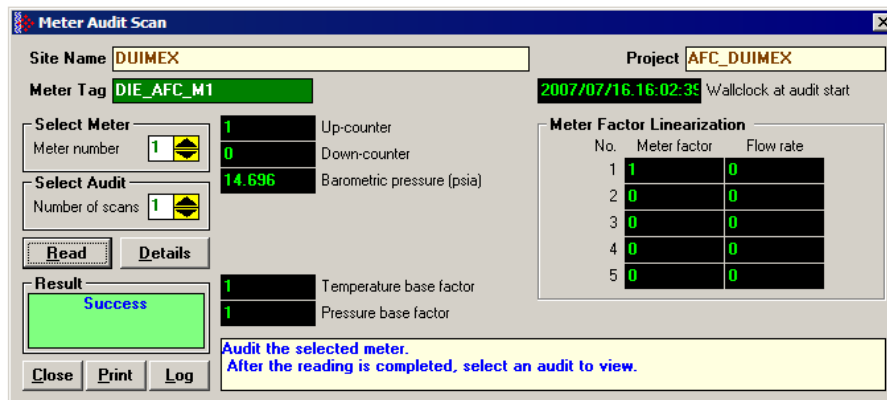 Meter Audit Scan
Site Name DUIMEX Project AFC_DUIMEX
Meter Tag DIE_AFC_M1 2007/07/16.16:02:39 Wallclock at audit start
Select Meter
Meter number 1
1 Up-counter
0 Down-counter
14.696 Barometric pressure (psia)
Select Audit
Number of scans 1
Read Details
Meter Factor Linearization
No. Meter factor Flow rate
1 1 0
2 0 0
3 0 0
4 0 0
5 0 0
Result
Success
1 Temperature base factor
1 Pressure base factor
Close Print Log
Audit the selected meter.
After the reading is completed, select an audit to view.